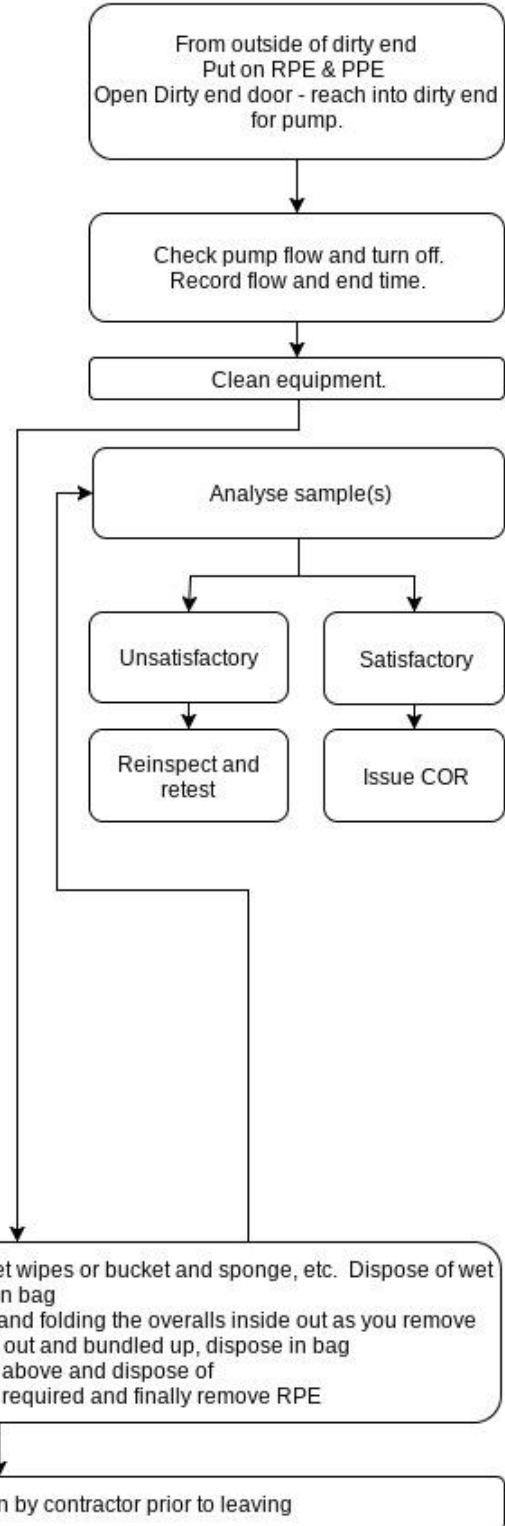 From outside of dirty end
Put on RPE & PPE
Open Dirty end door - reach into dirty end
for pump.
Check pump flow and turn off.
Record flow and end time.
Clean equipment.
Analyse sample(s)
Unsatisfactory
Satisfactory
Reinspect and
retest
Issue COR
wipes or bucket and sponge, etc. Dispose of wet
in bag
and folding the overalls inside out as you remove
out and bundled up, dispose in bag
above and dispose of
required and finally remove RPE
by contractor prior to leaving